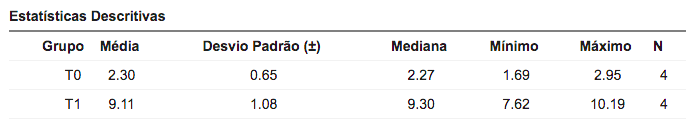 Estatísticas Descritivas
Grupo Média Desvio Padrão (±) Mediana Mínimo Máximo N
T0 2.30 0.65 2.27 1.69 2.95 4
T1 9.11 1.08 9.30 7.62 10.19 4